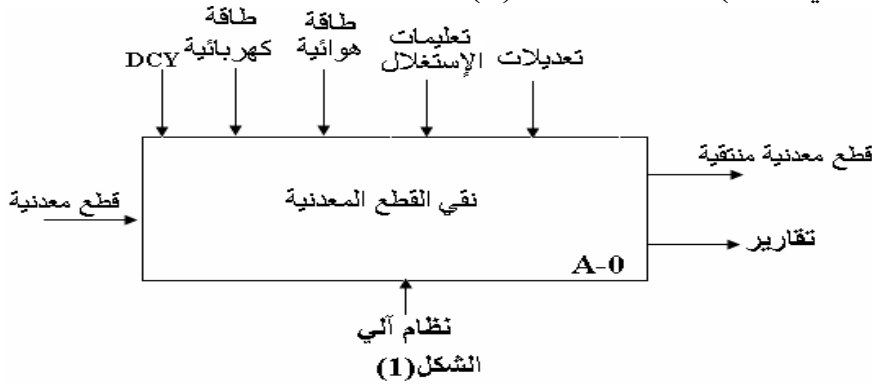 طاقة
كهربائية
طاقة
هوائية
تعليمات
الإستغلال
تعديلات
DCY
قطع معدنية منتقية
نقي القطع المعدنية
قطع معدنية
تقارير
A-0
نظام آلي
الشكل(1)